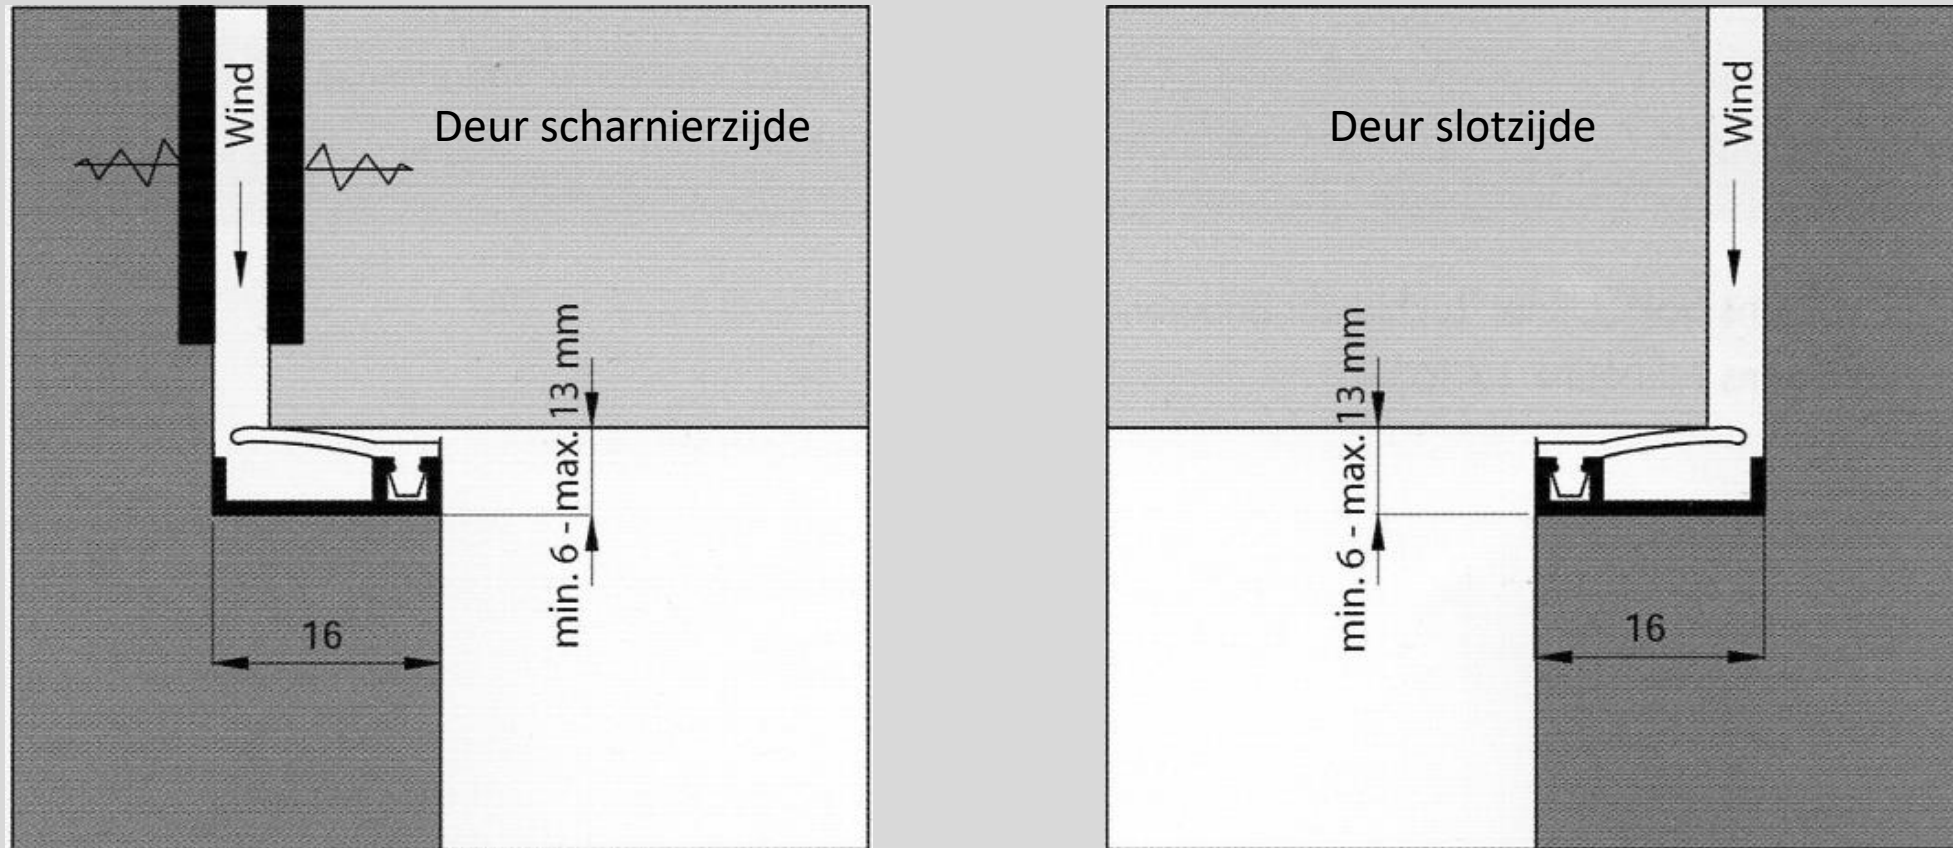 Wind
Deur scharnierzijde
min. 6 - max. 13 mm
16
Deur slotzijde
Wind
min. 6 - max. 13 mm
16